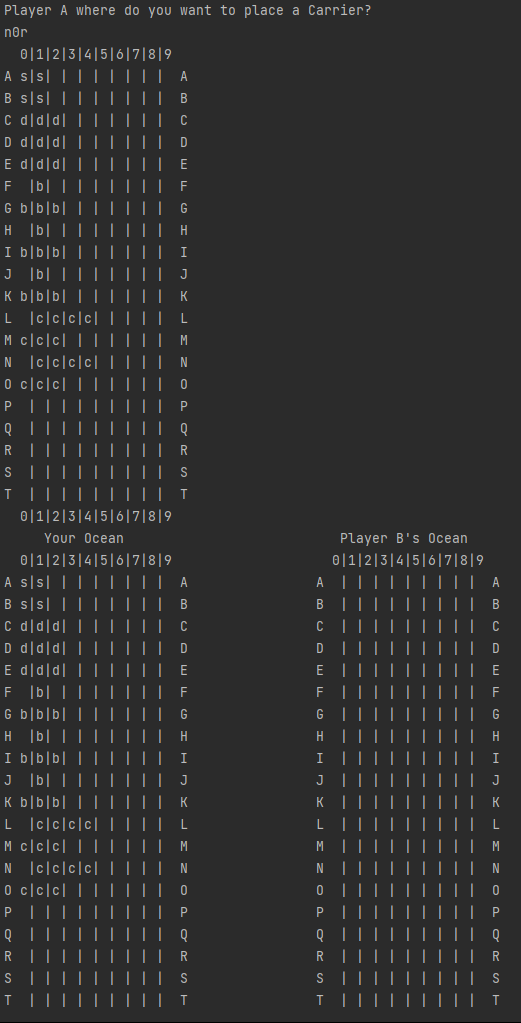 Player A where do you want to place a Carrier?
n0r
  0|1|2|3|4|5|6|7|8|9
A s|s| | | | | | | |  A
B s|s| | | | | | | |  B
C d|d|d| | | | | | |  C
D d|d|d| | | | | | |  D
E d|d|d| | | | | | |  E
F  |b| | | | | | | |  F
G b|b|b| | | | | | |  G
H  |b| | | | | | | |  H
I b|b|b| | | | | | |  I
J  |b| | | | | | | |  J
K b|b|b| | | | | | |  K
L  |c|c|c|c| | | | |  L
M c|c|c| | | | | | |  M
N  |c|c|c|c| | | | |  N
O c|c|c| | | | | | |  O
P  | | | | | | | | |  P
Q  | | | | | | | | |  Q
R  | | | | | | | | |  R
S  | | | | | | | | |  S
T  | | | | | | | | |  T
  0|1|2|3|4|5|6|7|8|9
     Your Ocean                           Player B's Ocean
  0|1|2|3|4|5|6|7|8|9                    0|1|2|3|4|5|6|7|8|9
A s|s| | | | | | | |  A                A  | | | | | | | | |  A
B s|s| | | | | | | |  B                B  | | | | | | | | |  B
C d|d|d| | | | | | |  C                C  | | | | | | | | |  C
D d|d|d| | | | | | |  D                D  | | | | | | | | |  D
E d|d|d| | | | | | |  E                E  | | | | | | | | |  E
F  |b| | | | | | | |  F                F  | | | | | | | | |  F
G b|b|b| | | | | | |  G                G  | | | | | | | | |  G
H  |b| | | | | | | |  H                H  | | | | | | | | |  H
I b|b|b| | | | | | |  I                I  | | | | | | | | |  I
J  |b| | | | | | | |  J                J  | | | | | | | | |  J
K b|b|b| | | | | | |  K                K  | | | | | | | | |  K
L  |c|c|c|c| | | | |  L                L  | | | | | | | | |  L
M c|c|c| | | | | | |  M                M  | | | | | | | | |  M
N  |c|c|c|c| | | | |  N                N  | | | | | | | | |  N
O c|c|c| | | | | | |  O                O  | | | | | | | | |  O
P  | | | | | | | | |  P                P  | | | | | | | | |  P
Q  | | | | | | | | |  Q                Q  | | | | | | | | |  Q
R  | | | | | | | | |  R                R  | | | | | | | | |  R
S  | | | | | | | | |  S                S  | | | | | | | | |  S
T  | | | | | | | | |  T                T  | | | | | | | | |  T